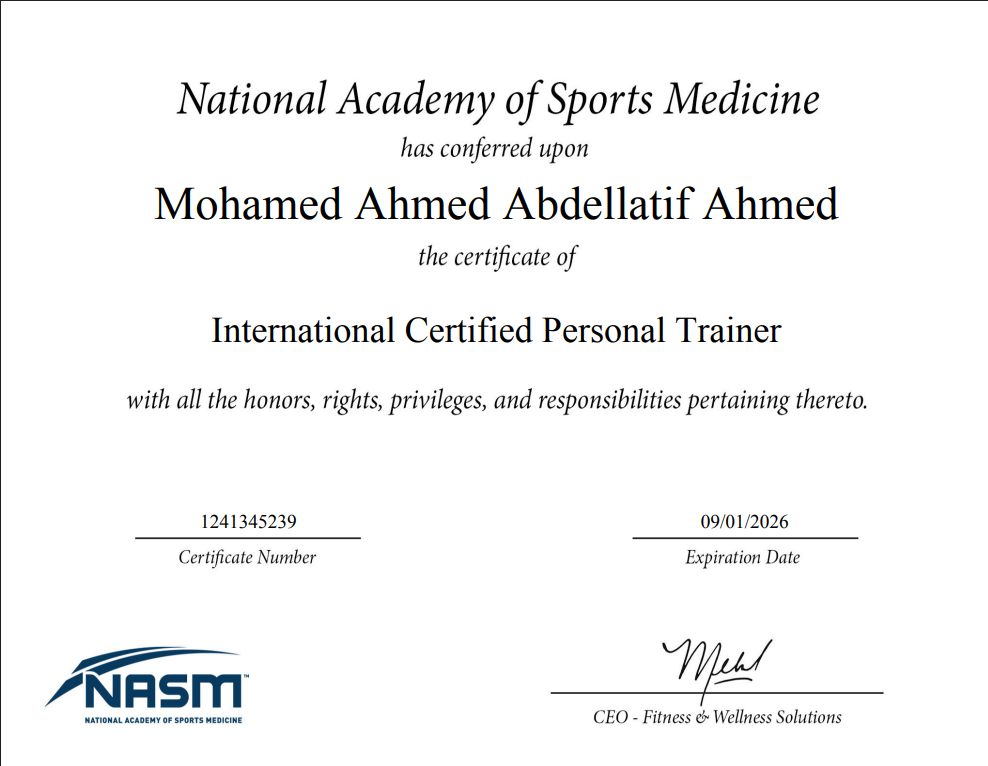 National Academy of Sports Medicine
has conferred upon
Mohamed Ahmed Abdellatif Ahmed
the certificate of
International Certified Personal Trainer
with all the honors, rights, privileges, and responsibilities pertaining thereto.
1241345239
Certificate Number
09/01/2026
Expiration Date
NASM™
NATIONAL ACADEMY OF SPORTS MEDICINE
CEO - Fitness & Wellness Solutions